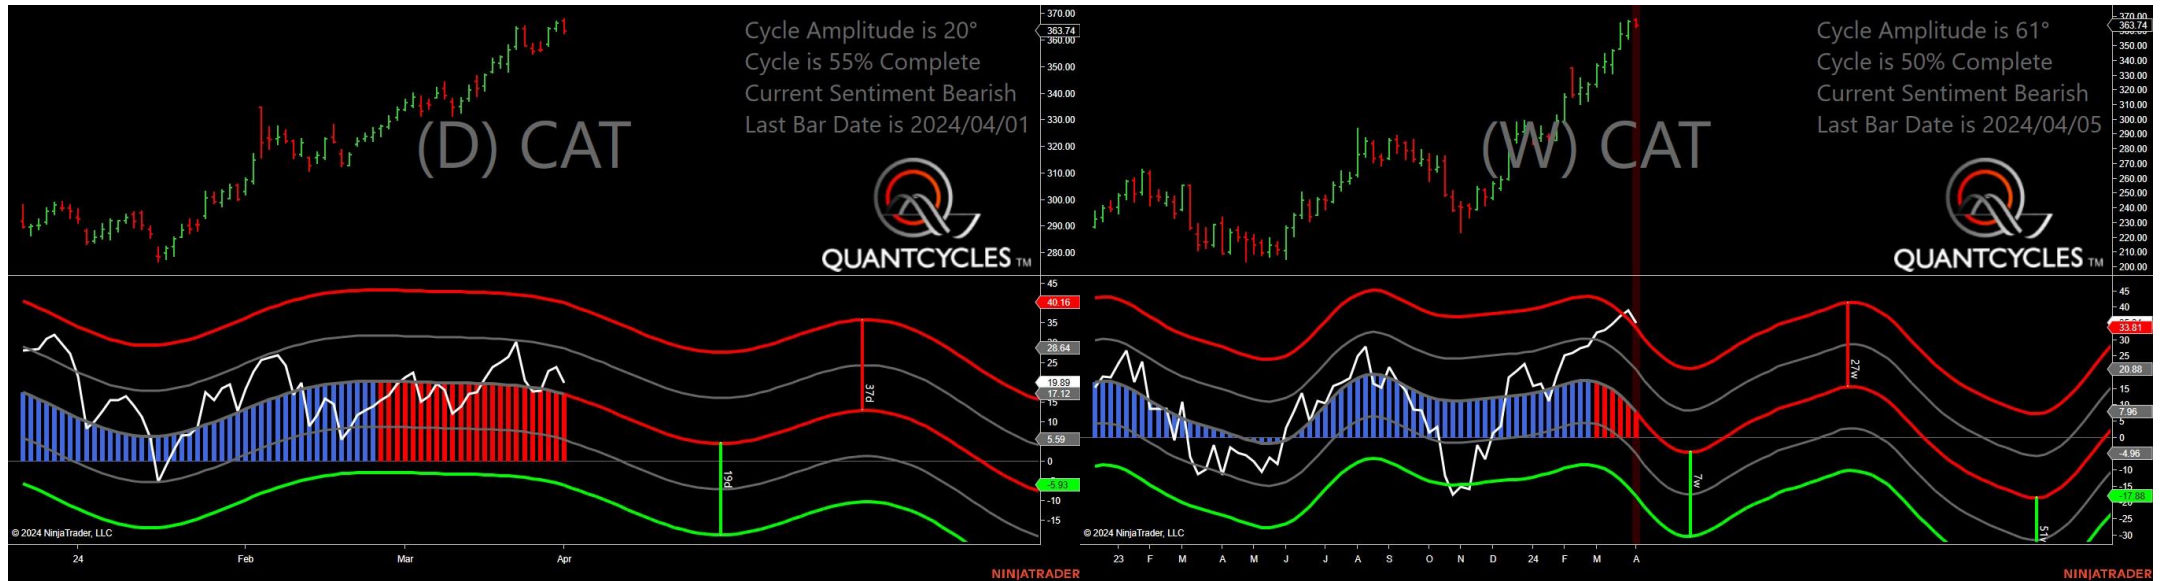 Cycle Amplitude is 20°
Cycle is 55% Complete
Current Sentiment Bearish
Last Bar Date is 2024/04/01
(D) CAT
QUANTCYCLES TM
370.00
363.74
360.00
350.00
340.00
330.00
320.00
310.00
300.00
290.00
280.00
45
40.16
35
28.64
25
19.89
17.12
15
10
5.59
0
-5.93
-10
-15
37d
19d
© 2024 NinjaTrader, LLC
24 Feb Mar Apr
NINJATRADER
Cycle Amplitude is 61°
Cycle is 50% Complete
Current Sentiment Bearish
Last Bar Date is 2024/04/05
(W) CAT
QUANTCYCLES TM
370.00
363.74
350.00
340.00
330.00
320.00
310.00
300.00
290.00
280.00
270.00
260.00
250.00
240.00
230.00
220.00
210.00
200.00
45
40
33.81
30
25
20.88
15
7.96
5
0
-4.96
-10
-15
-17.88
-25
-30
27w
7w
© 2024 NinjaTrader, LLC
23 F M A M J J A S O N D 24 F M A
NINJATRADER